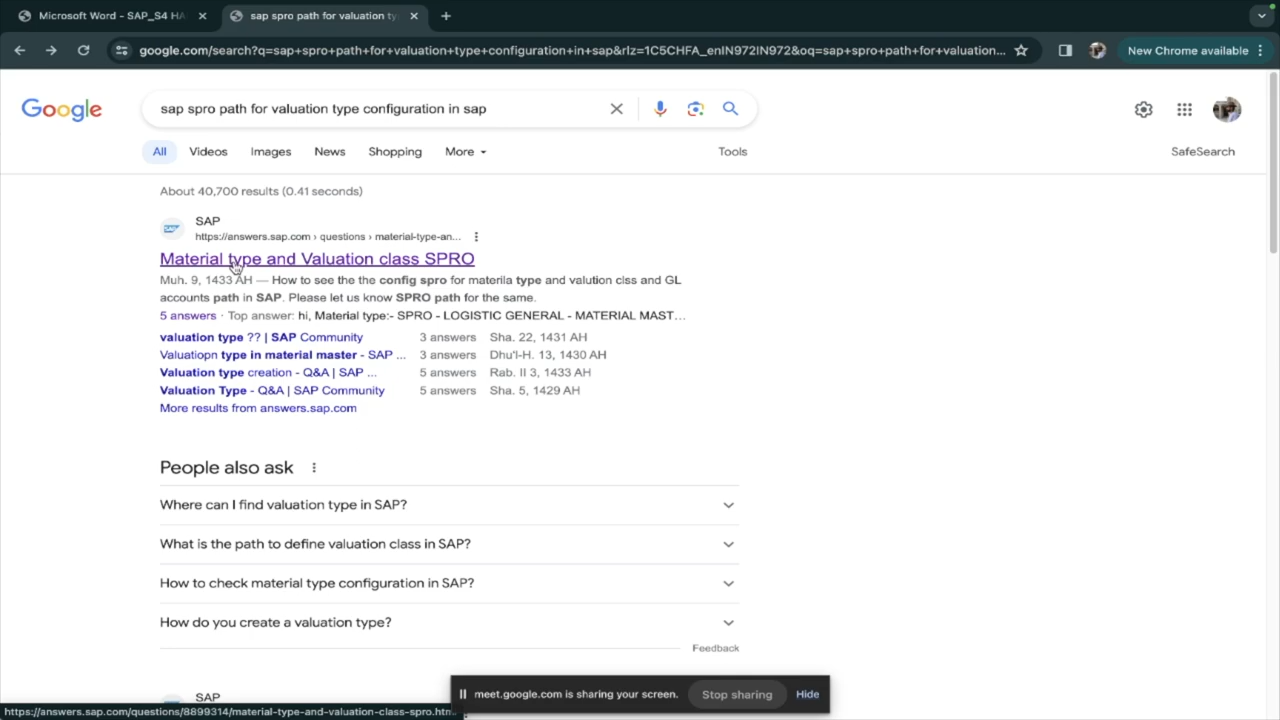 Microsoft Word - SAP_S4 HA
sap spro path for valuation ty
New Chrome available
google.com/search?q=sap+spro+path+for+valuation+type+configuration+in+sap&rlz=1C5CHFA_enIN972IN972&oq=sap+spro+path+for+valuation...
Google
sap spro path for valuation type configuration in sap
All
Videos
Images
News
Shopping
More
Tools
SafeSearch
About 40,700 results (0.41 seconds)
SAP
SAP
https://answers.sap.com › questions › material-type-an...
Material type and Valuation class SPRO
Muh. 9, 1433 AH — How to see the the config spro for materila type and valution clss and GL
accounts path in SAP. Please let us know SPRO path for the same.
5 answers · Top answer: hi, Material type:- SPRO - LOGISTIC GENERAL - MATERIAL MAST...
valuation type ?? | SAP Community 3 answers Sha. 22, 1431 AH
Valuatiopn type in material master - SAP ... 3 answers Dhu'l-H. 13, 1430 AH
Valuation type creation - Q&A | SAP ... 5 answers Rab. II 3, 1433 AH
Valuation Type - Q&A | SAP Community 5 answers Sha. 5, 1429 AH
More results from answers.sap.com
People also ask
Where can I find valuation type in SAP?
What is the path to define valuation class in SAP?
How to check material type configuration in SAP?
How do you create a valuation type?
Feedback
SAP
meet.google.com is sharing your screen.
Stop sharing
Hide
https://answers.sap.com/questions/8899314/material-type-and-valuation-class-spro.htm